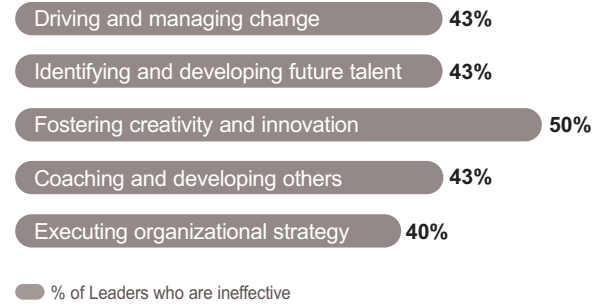 Driving and managing change 43%
Identifying and developing future talent 43%
Fostering creativity and innovation 50%
Coaching and developing others 43%
Executing organizational strategy 40%
% of Leaders who are ineffective